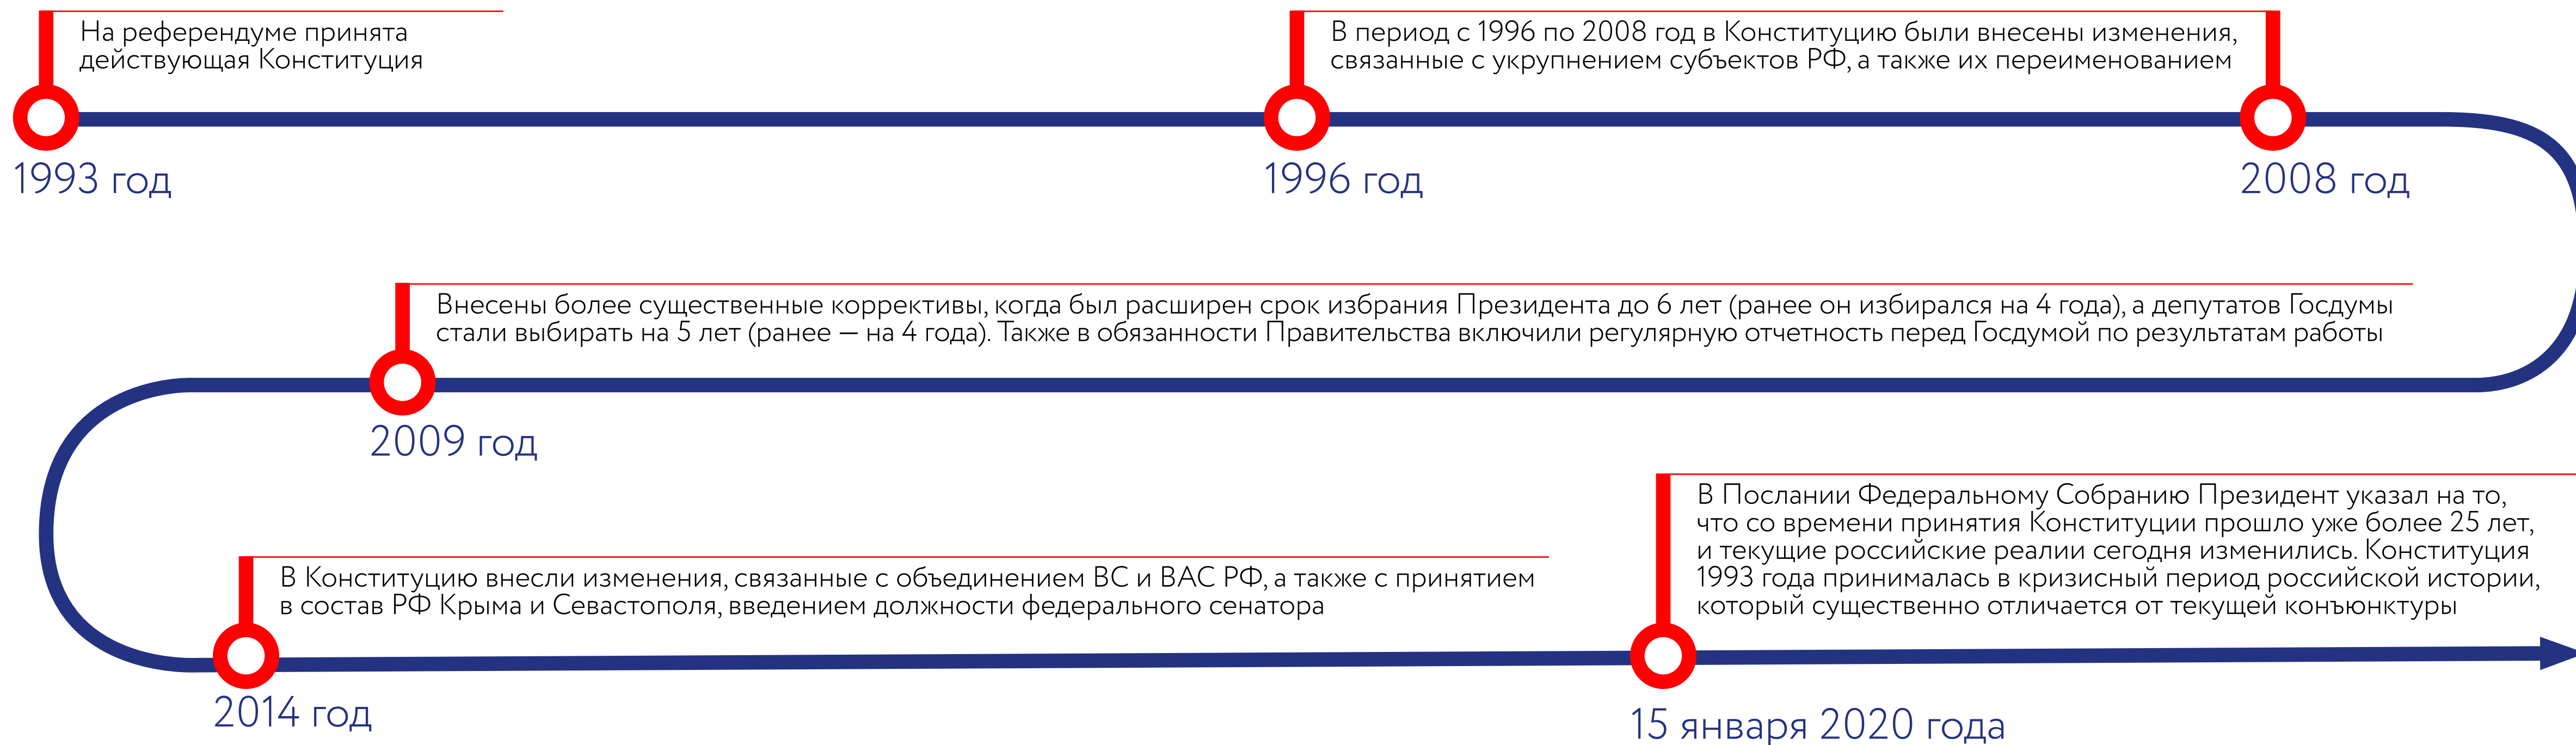 На референдуме принята
действующая Конституция
1993 год
В период с 1996 по 2008 год в Конституцию были внесены изменения,
связанные с укрупнением субъектов РФ, а также их переименованием
1996 год
2008 год
Внесены более существенные коррективы, когда был расширен срок избрания Президента до 6 лет (ранее он избирался на 4 года), а депутатов Госдумы
стали выбирать на 5 лет (ранее — на 4 года). Также в обязанности Правительства включили регулярную отчетность перед Госдумой по результатам работы
2009 год
В Конституцию внесли изменения, связанные с объединением ВС и ВАС РФ, а также с принятием
в состав РФ Крыма и Севастополя, введением должности федерального сенатора
2014 год
В Послании Федеральному Собранию Президент указал на то,
что со времени принятия Конституции прошло уже более 25 лет,
и текущие российские реалии сегодня изменились. Конституция
1993 года принималась в кризисный период российской истории,
который существенно отличается от текущей конъюнктуры
15 января 2020 года